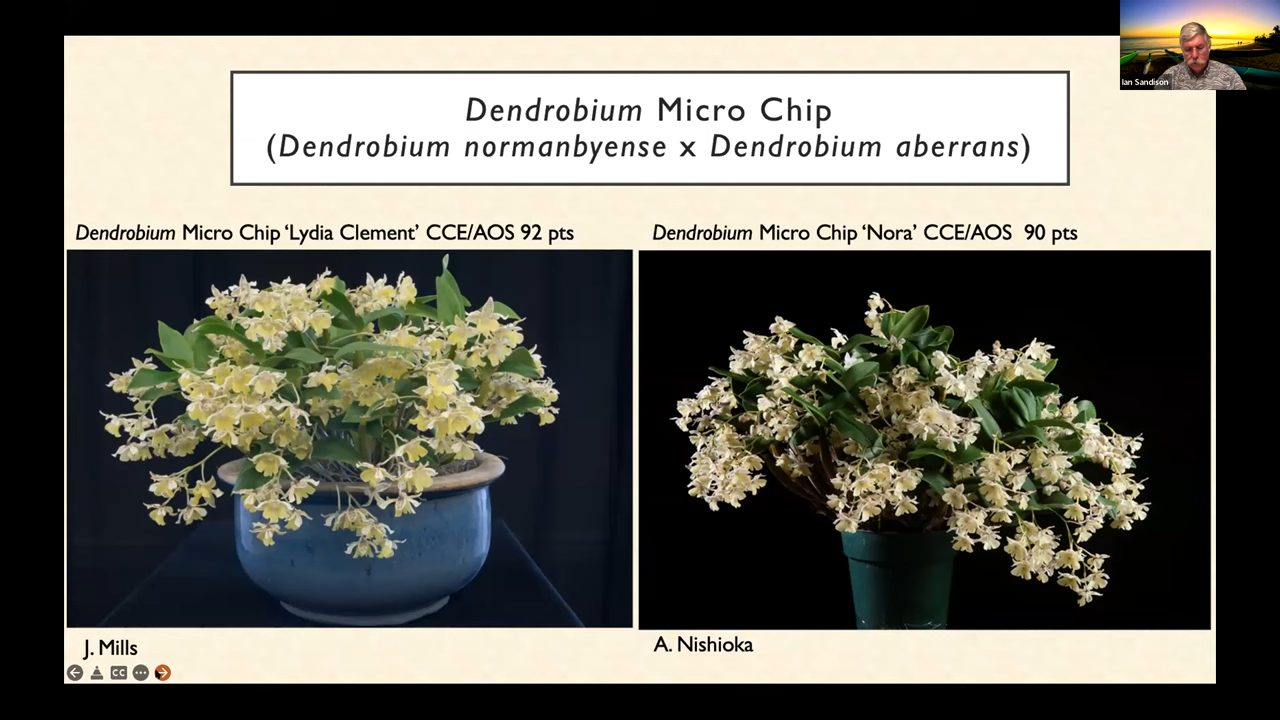 Ian Sandison
Dendrobium Micro Chip
(Dendrobium normanbyense x Dendrobium aberrans)
Dendrobium Micro Chip ‘Lydia Clement’ CCE/AOS 92 pts
Dendrobium Micro Chip ‘Nora’ CCE/AOS 90 pts
J. Mills
A. Nishioka
CC